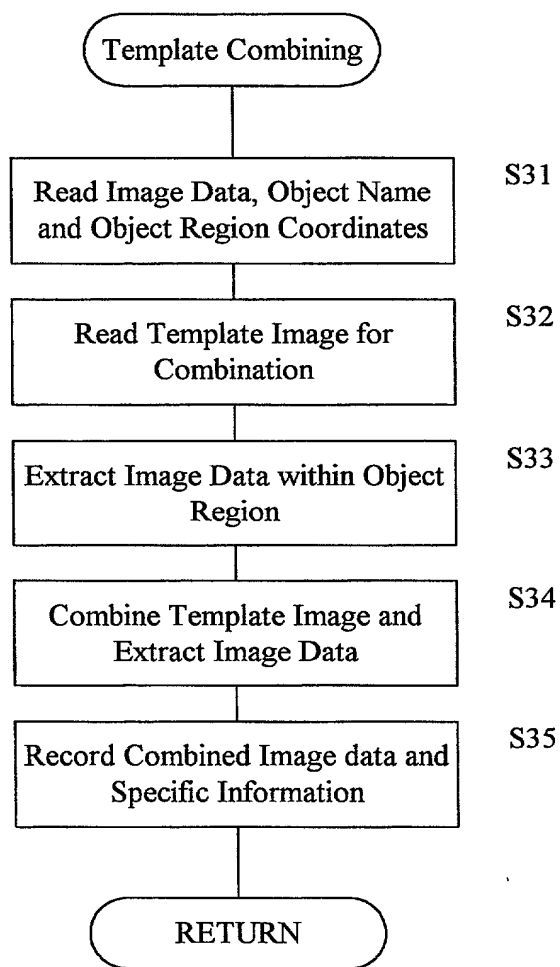 Template Combining
S31
Read Image Data, Object Name
and Object Region Coordinates
S32
Read Template Image for
Combination
S33
Extract Image Data within Object
Region
S34
Combine Template Image and
Extract Image Data
S35
Record Combined Image data and
Specific Information
RETURN